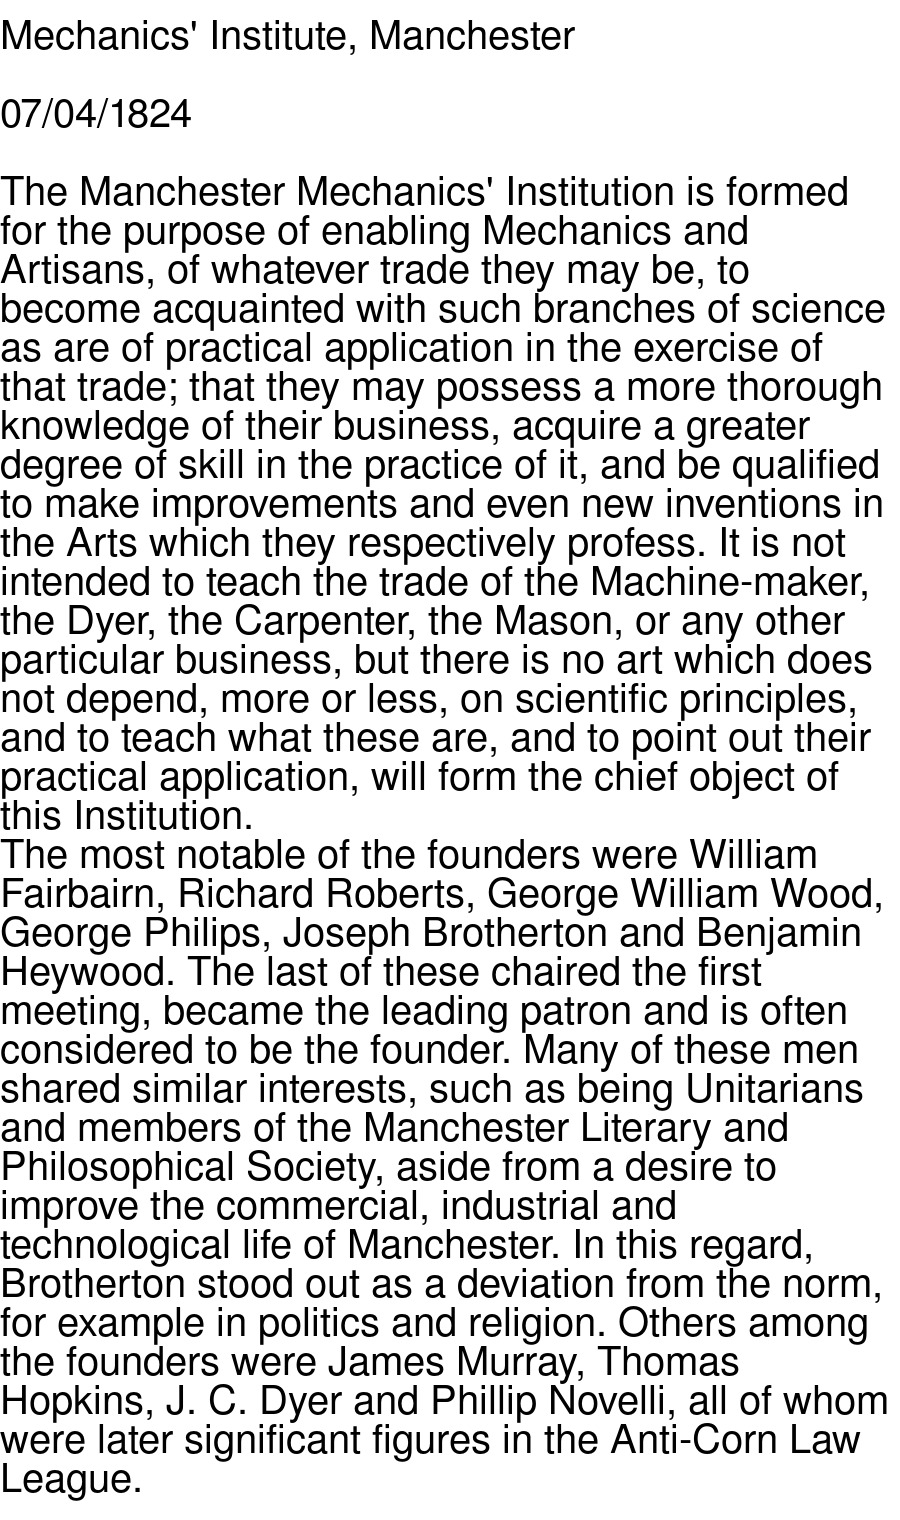 Mechanics' Institute, Manchester
07/04/1824
The Manchester Mechanics' Institution is formed
for the purpose of enabling Mechanics and
Artisans, of whatever trade they may be, to
become acquainted with such branches of science
as are of practical application in the exercise of
that trade; that they may possess a more thorough
knowledge of their business, acquire a greater
degree of skill in the practice of it, and be qualified
to make improvements and even new inventions in
the Arts which they respectively profess. It is not
intended to teach the trade of the Machine-maker,
the Dyer, the Carpenter, the Mason, or any other
particular business, but there is no art which does
not depend, more or less, on scientific principles,
and to teach what these are, and to point out their
practical application, will form the chief object of
this Institution.
The most notable of the founders were William
Fairbairn, Richard Roberts, George William Wood,
George Philips, Joseph Brotherton and Benjamin
Heywood. The last of these chaired the first
meeting, became the leading patron and is often
considered to be the founder. Many of these men
shared similar interests, such as being Unitarians
and members of the Manchester Literary and
Philosophical Society, aside from a desire to
improve the commercial, industrial and
technological life of Manchester. In this regard,
Brotherton stood out as a deviation from the norm,
for example in politics and religion. Others among
the founders were James Murray, Thomas
Hopkins, J. C. Dyer and Phillip Novelli, all of whom
were later significant figures in the Anti-Corn Law
League.